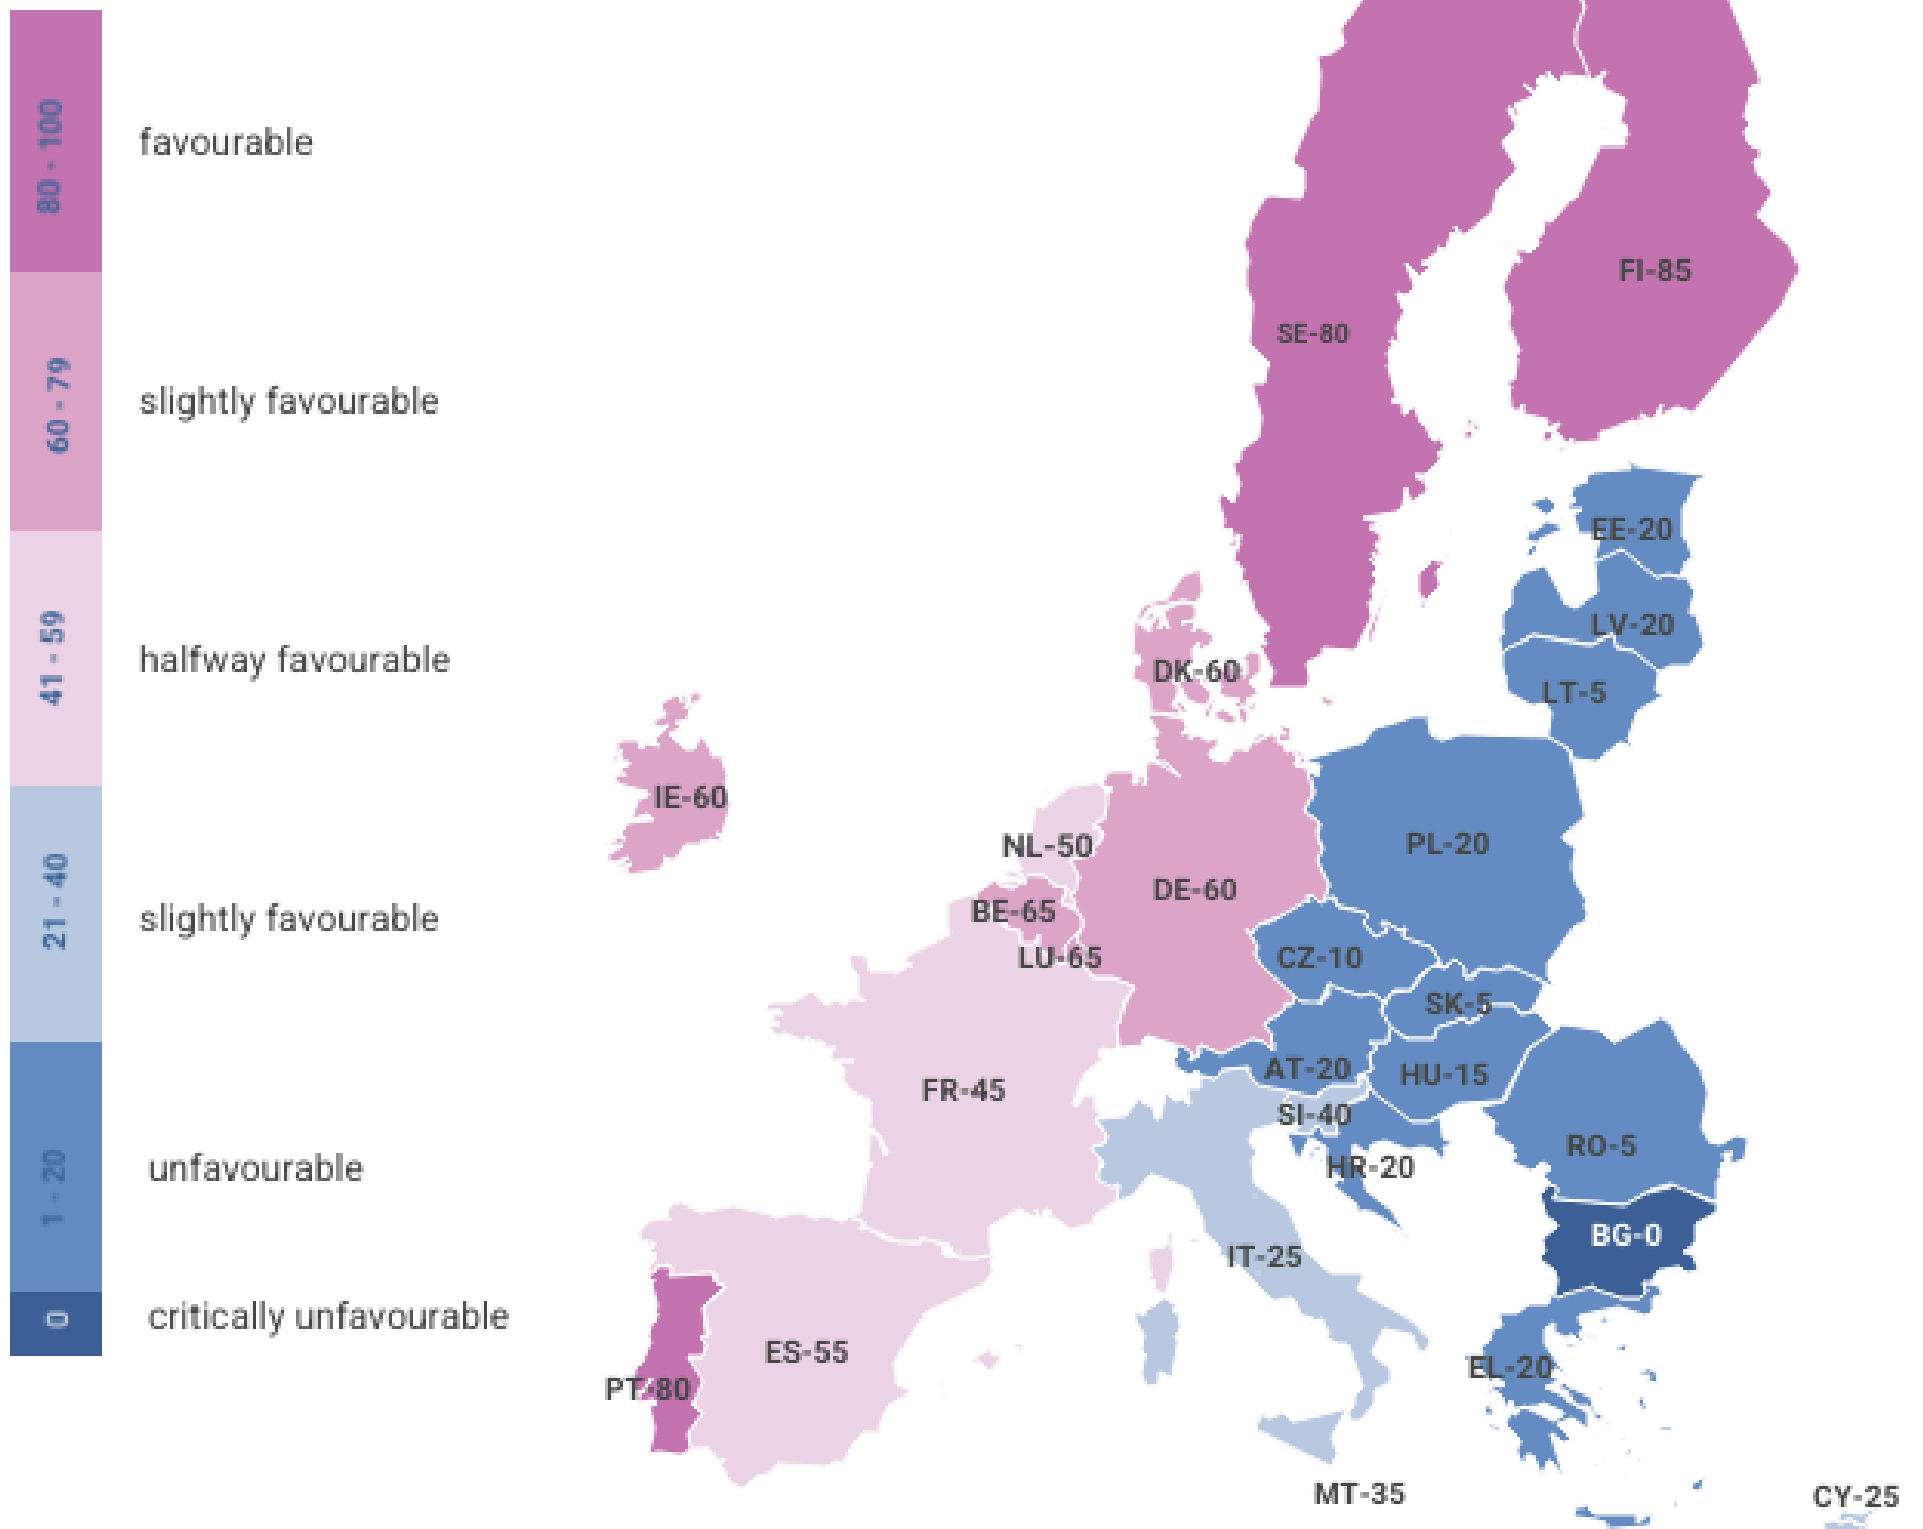 80 - 100
favourable
60 - 79
slightly favourable
41 - 59
halfway favourable
21 - 40
slightly favourable
1 - 20
unfavourable
0
critically unfavourable
FI-85
SE-80
EE-20
LV-20
DK-60
LT-5
IE-60
NL-50
PL-20
DE-60
BE-65
LU-65
CZ-10
SK-5
AT-20
HU-15
FR-45
SI-40
RO-5
HR-20
BG-0
IT-25
ES-55
EL-20
PT-80
MT-35
CY-25